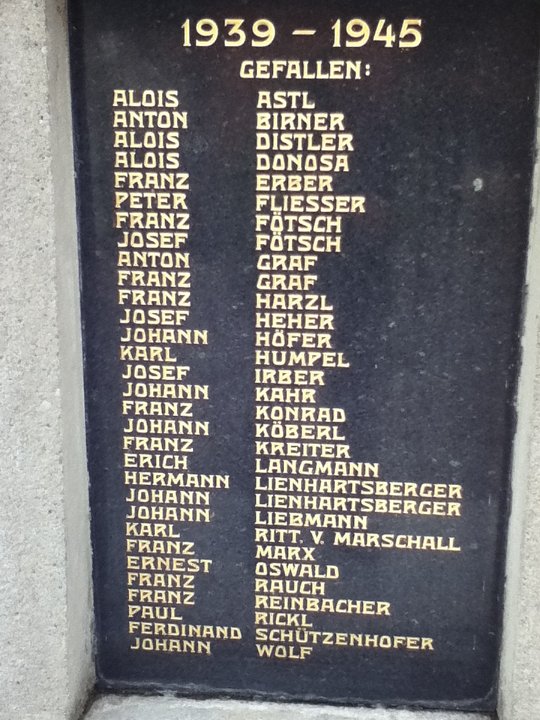 1939 – 1945
GEFALLEN:
ALOIS ASTL
ANTON BIRNER
ALOIS DISTLER
ALOIS DONOSA
FRANZ ERBER
PETER FLIESSER
FRANZ FÖTSCH
JOSEF FÖTSCH
ANTON GRAF
FRANZ GRAF
FRANZ HARZL
JOSEF HEHER
JOHANN HÖFER
KARL HUMPEL
JOSEF IRBER
JOHANN KAHR
FRANZ KONRAD
JOHANN KÖBERL
FRANZ KREITER
ERICH LANGMANN
HERMANN LIENHARTSBERGER
JOHANN LIENHARTSBERGER
JOHANN LIEBMANN
KARL RITT. V. MARSCHALL
FRANZ MARX
ERNEST OSWALD
FRANZ RAUCH
FRANZ REINBACHER
PAUL RICKL
FERDINAND SCHÜTZENHOFER
JOHANN WOLF